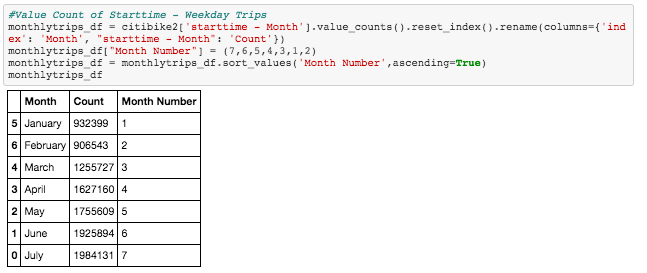 #Value Count of Starttime - Weekday Trips
monthlytrips_df = citibike2['starttime - Month'].value_counts().reset_index().rename(columns={'ind
ex': 'Month', "starttime - Month": 'Count'})
monthlytrips_df["Month Number"] = (7,6,5,4,3,1,2)
monthlytrips_df = monthlytrips_df.sort_values('Month Number',ascending=True)
monthlytrips_df
Month Count Month Number
5 January 932399 1
6 February 906543 2
4 March 1255727 3
3 April 1627160 4
2 May 1755609 5
1 June 1925894 6
0 July 1984131 7